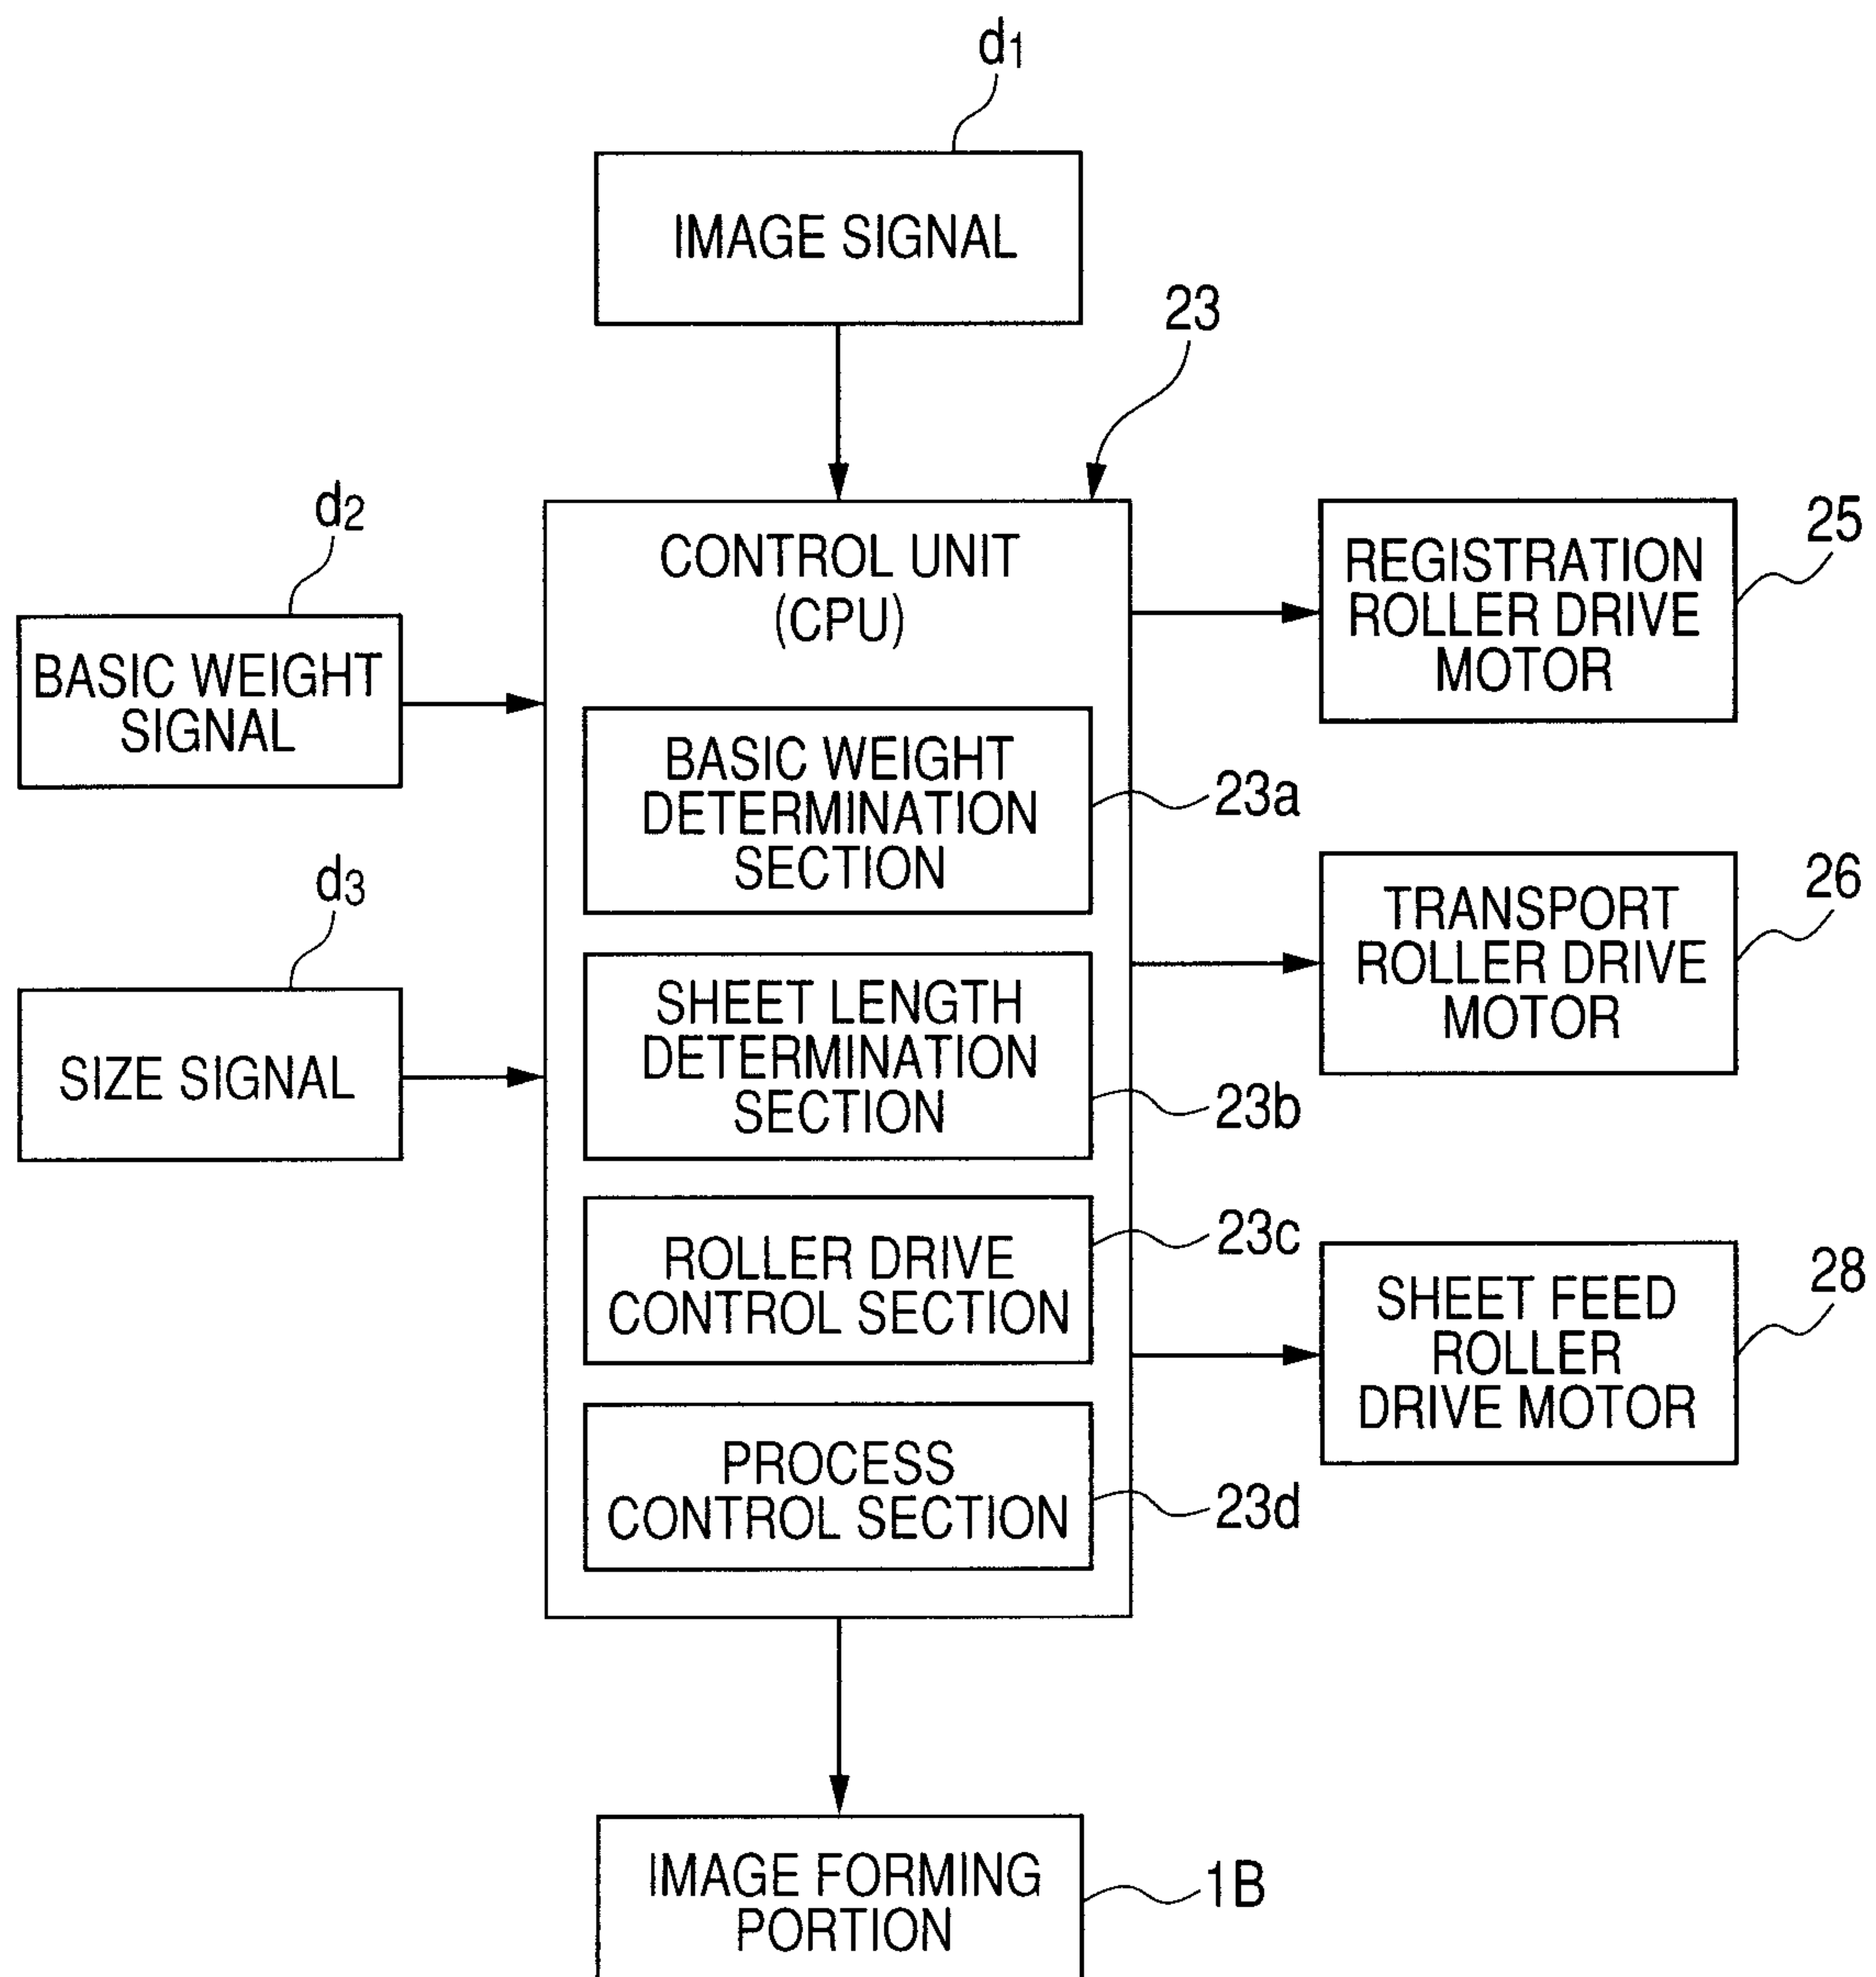 d1
IMAGE SIGNAL
23
d2
BASIC WEIGHT
SIGNAL
d3
SIZE SIGNAL
CONTROL UNIT
(CPU)
BASIC WEIGHT
DETERMINATION
SECTION
23a
SHEET LENGTH
DETERMINATION
SECTION
23b
ROLLER DRIVE
CONTROL SECTION
23c
PROCESS
CONTROL SECTION
23d
REGISTRATION
ROLLER DRIVE
MOTOR
25
TRANSPORT
ROLLER DRIVE
MOTOR
26
SHEET FEED
ROLLER
DRIVE MOTOR
28
IMAGE FORMING
PORTION
1B